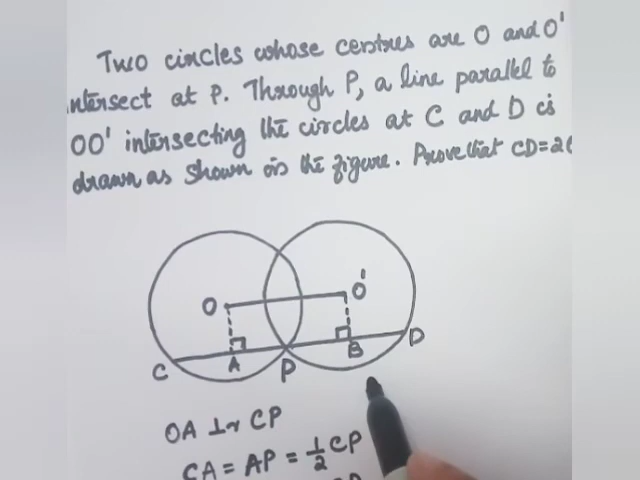 Two circles whose centres are O and O'
intersect at P. Through P, a line parallel to
OO' intersecting the circles at C and D is
drawn as shown in the figure. Prove that CD=2
O
O'
A
B
C
P
D
OA ⊥r CP
CA = AP = 1/2 CP